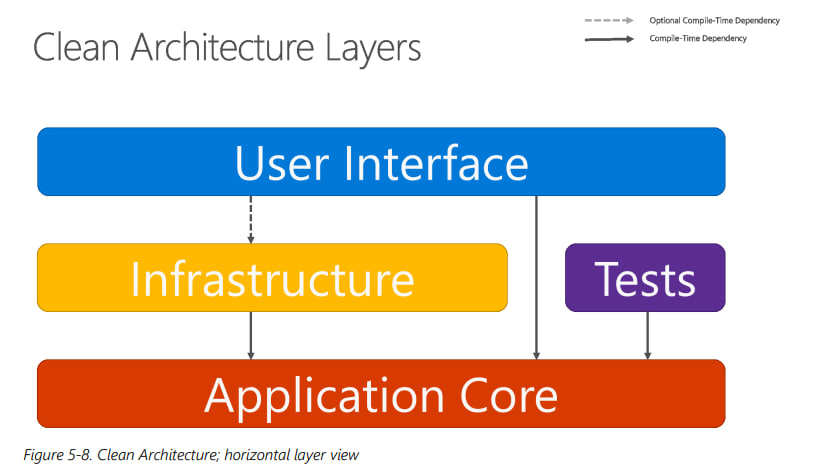 Clean Architecture Layers
Optional Compile-Time Dependency
Compile-Time Dependency
User Interface
Infrastructure
Tests
Application Core
Figure 5-8. Clean Architecture; horizontal layer view